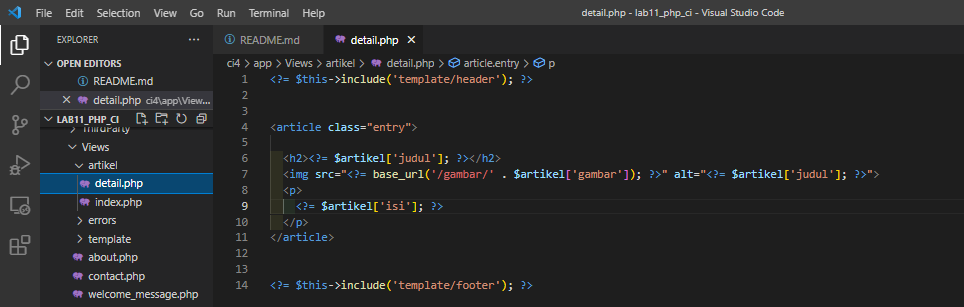 File Edit Selection View Go Run Terminal Help detail.php - lab11_php_ci - Visual Studio Code
EXPLORER ···
README.md detail.php ×
OPEN EDITORS
README.md
× detail.php ci4\app\View...
LAB11_PHP_CI
ThirdParty
Views
artikel
detail.php
index.php
errors
template
about.php
contact.php
welcome_message.php
ci4 > app > Views > artikel > detail.php > article.entry > p
1 <?= $this->include('template/header'); ?>
2
3
4 <article class="entry">
5
6 <h2><?= $artikel['judul']; ?></h2>
7 <img src="<?= base_url('/gambar/' . $artikel['gambar']); ?>" alt="<?= $artikel['judul']; ?>">
8 <p>
9 <?= $artikel['isi']; ?>
10 </p>
11 </article>
12
13
14 <?= $this->include('template/footer'); ?>